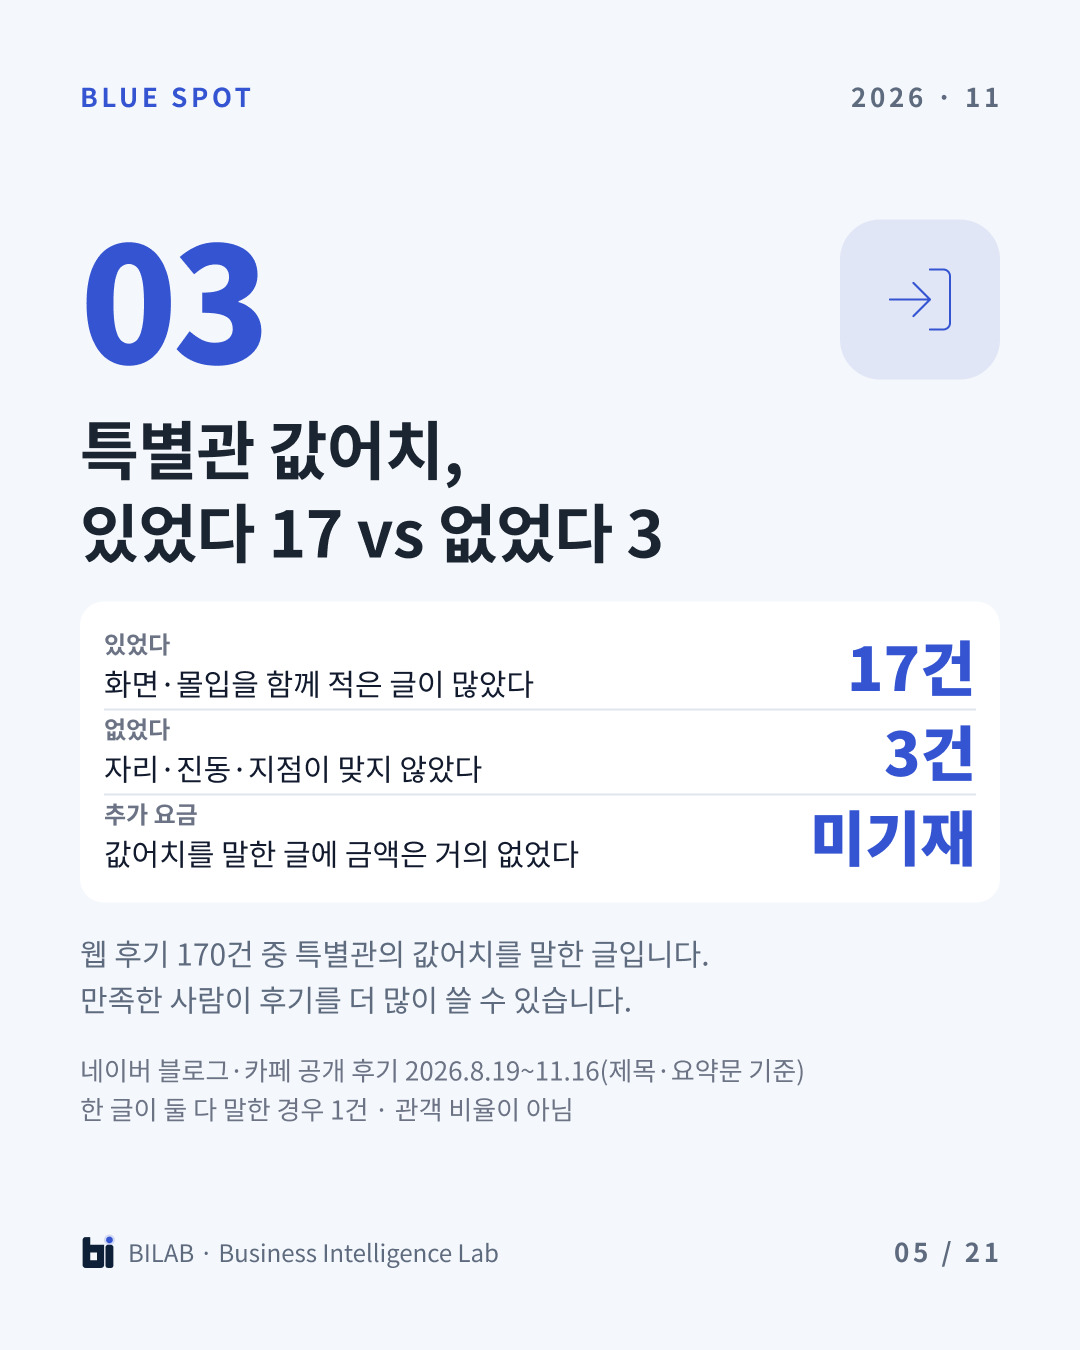 BLUE SPOT
2026 · 11
03
특별관 값어치,
있었다 17 vs 없었다 3
있었다
화면·몰입을 함께 적은 글이 많았다
17건
없었다
자리·진동·지점이 맞지 않았다
3건
추가 요금
값어치를 말한 글에 금액은 거의 없었다
미기재
웹 후기 170건 중 특별관의 값어치를 말한 글입니다.
만족한 사람이 후기를 더 많이 쓸 수 있습니다.
네이버 블로그·카페 공개 후기 2026.8.19~11.16(제목·요약문 기준)
한 글이 둘 다 말한 경우 1건 · 관객 비율이 아님
bi BILAB · Business Intelligence Lab
05 / 21